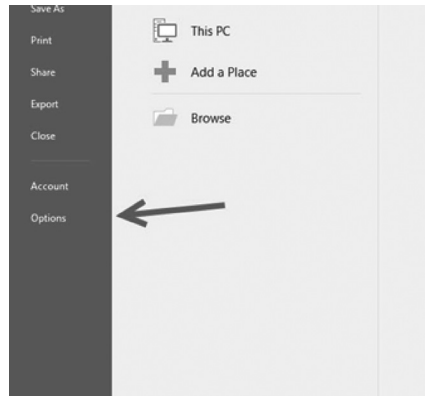 Save As
Print
Share
Export
Close
Account
Options
This PC
Add a Place
Browse